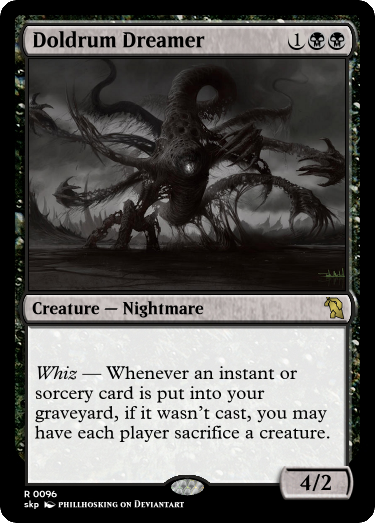 Doldrum Dreamer 1
Creature — Nightmare
Whiz — Whenever an instant or
sorcery card is put into your
graveyard, if it wasn't cast, you may
have each player sacrifice a creature.
4/2
R 0096
skp PHILLHOSKING ON DEVIANTART